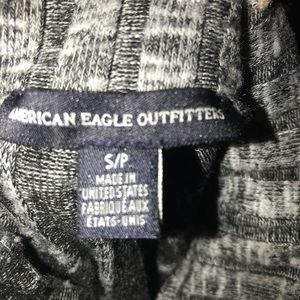 AMERICAN EAGLE OUTFITTERS
S/P
MADE IN
UNITED STATES
FABRIQUÉ AUX
ÉTATS-UNIS